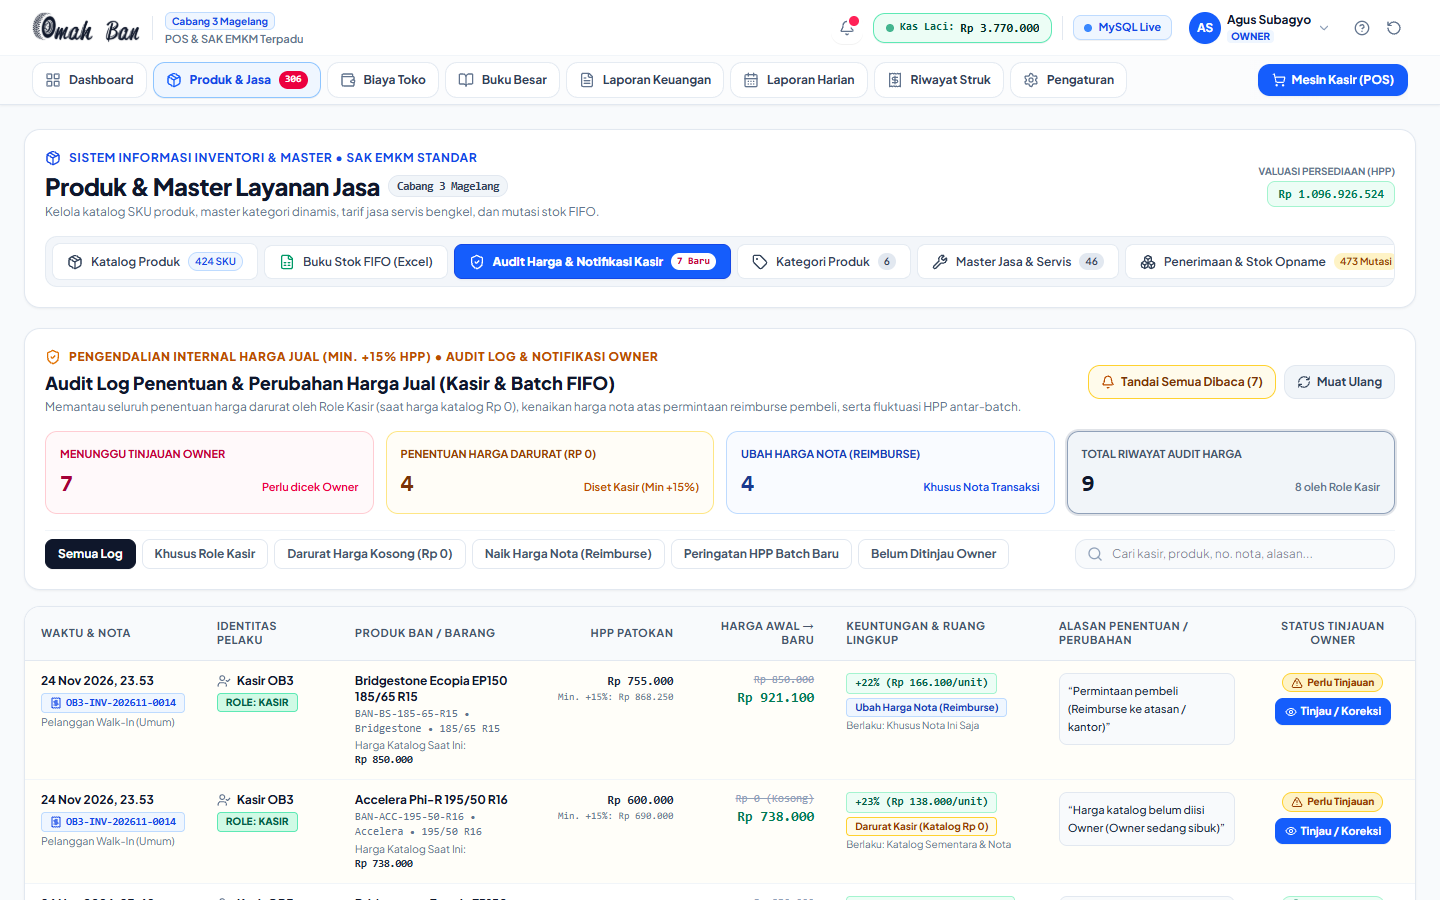 Omah Ban
Cabang 3 Magelang
POS & SAK EMKM Terpadu
Kas Laci: Rp 3.770.000
MySQL Live
AS
Agus Subagyo
OWNER
Dashboard
Produk & Jasa 306
Biaya Toko
Buku Besar
Laporan Keuangan
Laporan Harian
Riwayat Struk
Pengaturan
Mesin Kasir (POS)
SISTEM INFORMASI INVENTORI & MASTER • SAK EMKM STANDAR
Produk & Master Layanan Jasa
Cabang 3 Magelang
Kelola katalog SKU produk, master kategori dinamis, tarif jasa servis bengkel, dan mutasi stok FIFO.
VALUASI PERSEDIAAN (HPP)
Rp 1.096.926.524
Katalog Produk 424 SKU
Buku Stok FIFO (Excel)
Audit Harga & Notifikasi Kasir 7 Baru
Kategori Produk 6
Master Jasa & Servis 46
Penerimaan & Stok Opname 473 Mutasi
PENGENDALIAN INTERNAL HARGA JUAL (MIN. +15% HPP) • AUDIT LOG & NOTIFIKASI OWNER
Audit Log Penentuan & Perubahan Harga Jual (Kasir & Batch FIFO)
Memantau seluruh penentuan harga darurat oleh Role Kasir (saat harga katalog Rp 0), kenaikan harga nota atas permintaan reimburse pembeli, serta fluktuasi HPP antar-batch.
Tandai Semua Dibaca (7)
Muat Ulang
MENUNGGU TINJAUAN OWNER
7
Perlu dicek Owner
PENENTUAN HARGA DARURAT (RP 0)
4
Diset Kasir (Min +15%)
UBAH HARGA NOTA (REIMBURSE)
4
Khusus Nota Transaksi
TOTAL RIWAYAT AUDIT HARGA
9
8 oleh Role Kasir
Semua Log
Khusus Role Kasir
Darurat Harga Kosong (Rp 0)
Naik Harga Nota (Reimburse)
Peringatan HPP Batch Baru
Belum Ditinjau Owner
Cari kasir, produk, no. nota, alasan...
WAKTU & NOTA
IDENTITAS
PELAKU
PRODUK BAN / BARANG
HPP PATOKAN
HARGA AWAL →
BARU
KEUNTUNGAN & RUANG
LINGKUP
ALASAN PENENTUAN /
PERUBAHAN
STATUS TINJAUAN
OWNER
24 Nov 2026, 23.53
OB3-INV-202611-0014
Pelanggan Walk-In (Umum)
Kasir OB3
ROLE: KASIR
Bridgestone Ecopia EP150
185/65 R15
BAN-BS-185-65-R15 •
Bridgestone • 185/65 R15
Harga Katalog Saat Ini:
Rp 850.000
Rp 755.000
Min. +15%: Rp 868.250
Rp 850.000
Rp 921.100
+22% (Rp 166.100/unit)
Ubah Harga Nota (Reimburse)
Berlaku: Khusus Nota Ini Saja
“Permintaan pembeli
(Reimburse ke atasan /
kantor)”
Perlu Tinjauan
Tinjau / Koreksi
24 Nov 2026, 23.53
OB3-INV-202611-0014
Pelanggan Walk-In (Umum)
Kasir OB3
ROLE: KASIR
Accelera Phi-R 195/50 R16
BAN-ACC-195-50-R16 •
Accelera • 195/50 R16
Harga Katalog Saat Ini:
Rp 738.000
Rp 600.000
Min. +15%: Rp 690.000
Rp 0 (Kosong)
Rp 738.000
+23% (Rp 138.000/unit)
Darurat Kasir (Katalog Rp 0)
Berlaku: Katalog Sementara & Nota
“Harga katalog belum diisi
Owner (Owner sedang sibuk)”
Perlu Tinjauan
Tinjau / Koreksi